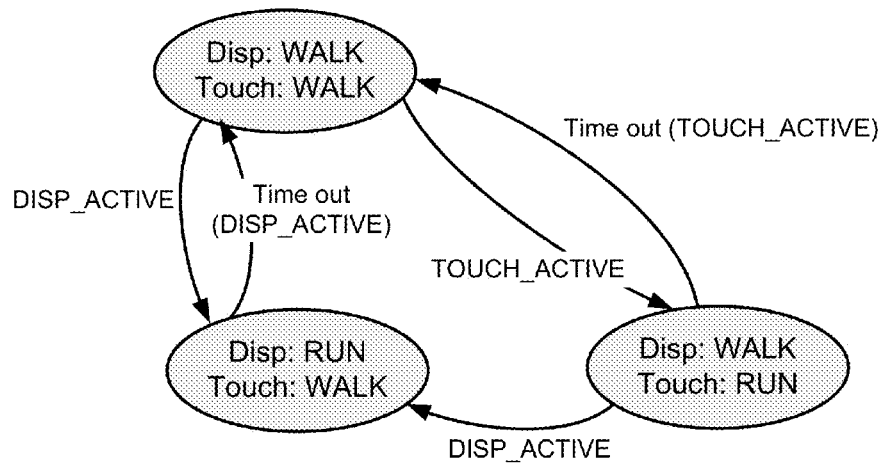 Disp: WALK
Touch: WALK
Time out (TOUCH_ACTIVE)
DISP_ACTIVE
Time out
(DISP_ACTIVE)
TOUCH_ACTIVE
Disp: RUN
Touch: WALK
Disp: WALK
Touch: RUN
DISP_ACTIVE